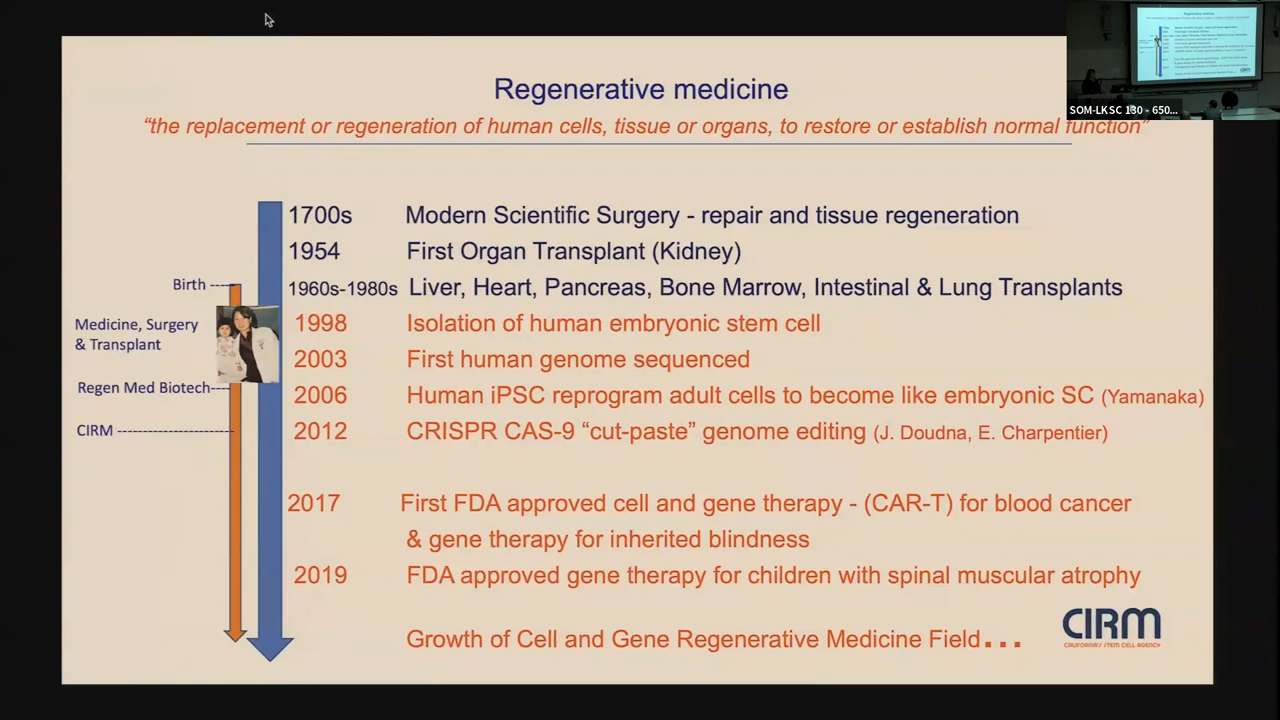 Regenerative medicine
“the replacement or regeneration of human cells, tissue or organs, to restore or establish normal function”
SOM-LKSC 130 - 650...
1700s Modern Scientific Surgery - repair and tissue regeneration
1954 First Organ Transplant (Kidney)
Birth
1960s-1980s Liver, Heart, Pancreas, Bone Marrow, Intestinal & Lung Transplants
Medicine, Surgery
& Transplant
1998 Isolation of human embryonic stem cell
2003 First human genome sequenced
Regen Med Biotech
2006 Human iPSC reprogram adult cells to become like embryonic SC (Yamanaka)
CIRM
2012 CRISPR CAS-9 “cut-paste” genome editing (J. Doudna, E. Charpentier)
2017 First FDA approved cell and gene therapy - (CAR-T) for blood cancer
& gene therapy for inherited blindness
2019 FDA approved gene therapy for children with spinal muscular atrophy
Growth of Cell and Gene Regenerative Medicine Field...
CIRM
CALIFORNIA'S STEM CELL AGENCY